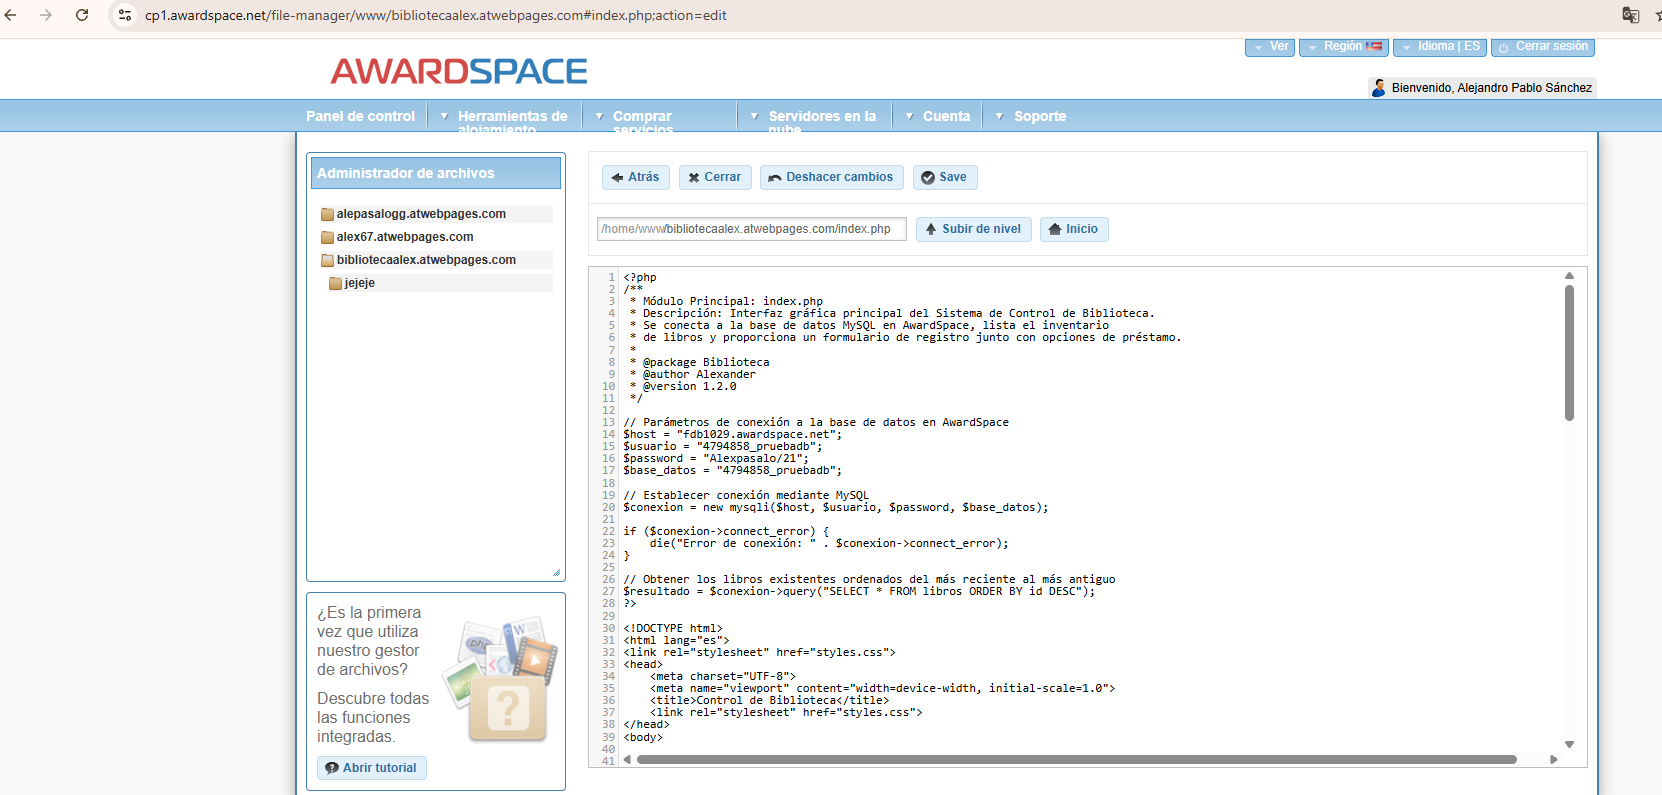 cp1.awardspace.net/file-manager/www/bibliotecaalex.atwebpages.com#index.php;action=edit
Ver
Región
Idioma | ES
Cerrar sesión
AWARDSPACE
Bienvenido, Alejandro Pablo Sánchez
Panel de control
Herramientas de alojamiento
Comprar servicios
Servidores en la nube
Cuenta
Soporte
Administrador de archivos
alepasalogg.atwebpages.com
alex67.atwebpages.com
bibliotecaalex.atwebpages.com
jejeje
¿Es la primera
vez que utiliza
nuestro gestor
de archivos?
Descubre todas
las funciones
integradas.
php
W
?
Abrir tutorial
Atrás
Cerrar
Deshacer cambios
Save
/home/www/bibliotecaalex.atwebpages.com/index.php
Subir de nivel
Inicio
1 <?php
2 /**
3  * Módulo Principal: index.php
4  * Descripción: Interfaz gráfica principal del Sistema de Control de Biblioteca.
5  * Se conecta a la base de datos MySQL en AwardSpace, lista el inventario
6  * de libros y proporciona un formulario de registro junto con opciones de préstamo.
7  *
8  * @package Biblioteca
9  * @author Alexander
10  * @version 1.2.0
11  */
12
13 // Parámetros de conexión a la base de datos en AwardSpace
14 $host = "fdb1029.awardspace.net";
15 $usuario = "4794858_pruebadb";
16 $password = "Alexpasalo/21";
17 $base_datos = "4794858_pruebadb";
18
19 // Establecer conexión mediante MySQL
20 $conexion = new mysqli($host, $usuario, $password, $base_datos);
21
22 if ($conexion->connect_error) {
23     die("Error de conexión: " . $conexion->connect_error);
24 }
25
26 // Obtener los libros existentes ordenados del más reciente al más antiguo
27 $resultado = $conexion->query("SELECT * FROM libros ORDER BY id DESC");
28 ?>
29
30 <!DOCTYPE html>
31 <html lang="es">
32 <link rel="stylesheet" href="styles.css">
33 <head>
34     <meta charset="UTF-8">
35     <meta name="viewport" content="width=device-width, initial-scale=1.0">
36     <title>Control de Biblioteca</title>
37     <link rel="stylesheet" href="styles.css">
38 </head>
39 <body>
40
41